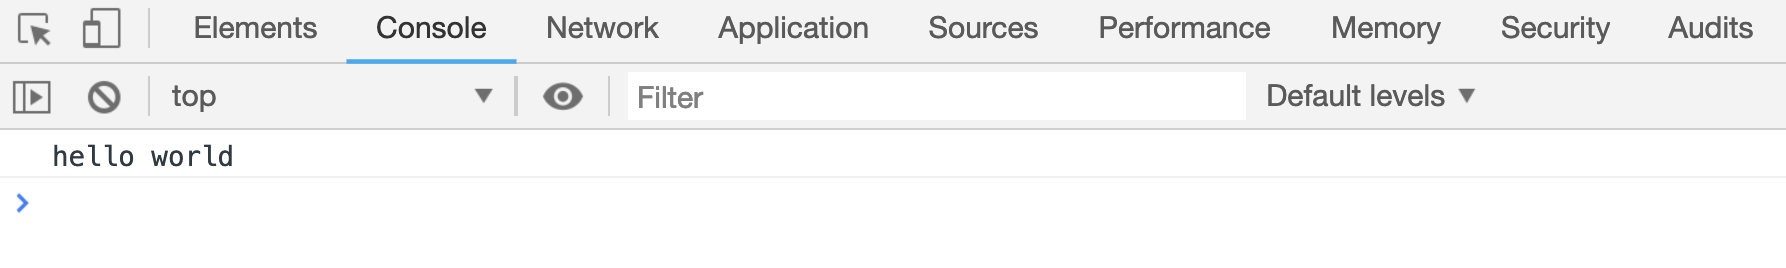 Elements Console Network Application Sources Performance Memory Security Audits
top Filter Default levels
hello world